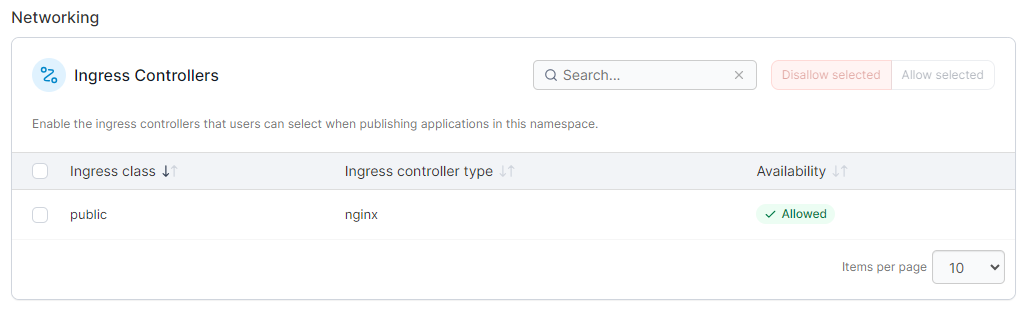 Networking
Ingress Controllers
Search...
Disallow selected
Allow selected
Enable the ingress controllers that users can select when publishing applications in this namespace.
Ingress class
Ingress controller type
Availability
public
nginx
Allowed
Items per page
10